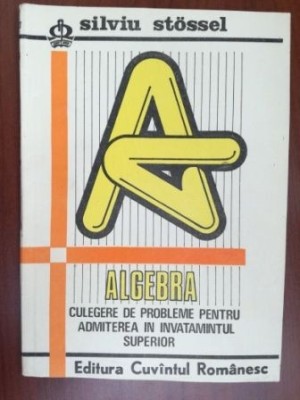 silviu stössel
ALGEBRA
CULEGERE DE PROBLEME PENTRU
ADMITEREA IN INVATAMINTUL
SUPERIOR
Editura Cuvîntul Românesc